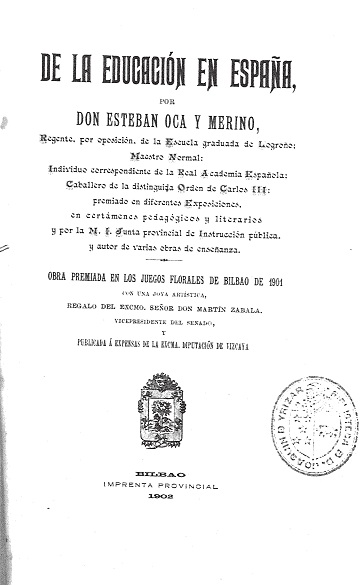 DE LA EDUCACIÓN EN ESPAÑA,
POR
DON ESTEBAN OCA Y MERINO,
Regente, por oposición, de la Escuela graduada de Logroño;
Maestro Normal;
Individuo correspondiente de la Real Academia Española;
Caballero de la distinguida Orden de Carlos III;
premiado en diferentes Exposiciones,
en certámenes pedagógicos y literarios
y por la M. I. Junta provincial de Instrucción pública,
y autor de varias obras de enseñanza.
OBRA PREMIADA EN LOS JUEGOS FLORALES DE BILBAO DE 1901
CON UNA JOYA ARTÍSTICA,
REGALO DEL EXCMO. SEÑOR DON MARTÍN ZABALA,
VICEPRESIDENTE DEL SENADO,
Y
PUBLICADA Á EXPENSAS DE LA EXCMA. DIPUTACIÓN DE VIZCAYA
BILBAO
IMPRENTA PROVINCIAL
1902
BIBLIOTECA D. JOAQUIN D YRIZAR